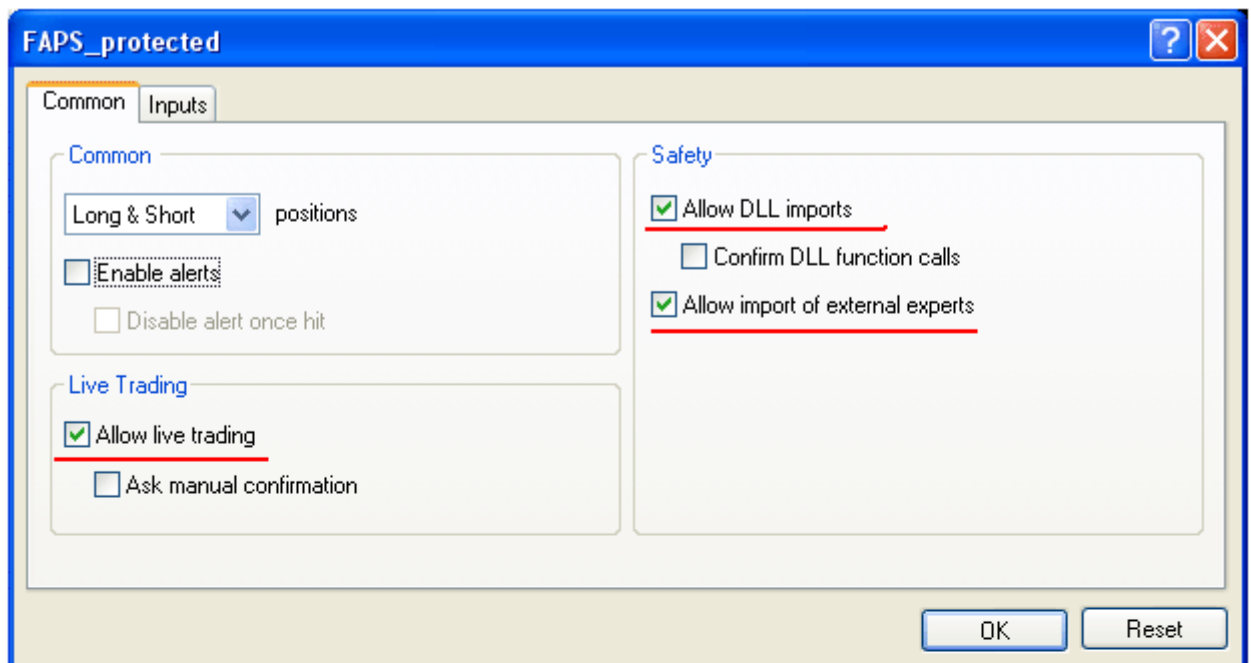 FAPS_protected
Common
Inputs
Common
Long & Short
positions
Enable alerts
Disable alert once hit
Live Trading
Allow live trading
Ask manual confirmation
Safety
Allow DLL imports
Confirm DLL function calls
Allow import of external experts
OK
Reset